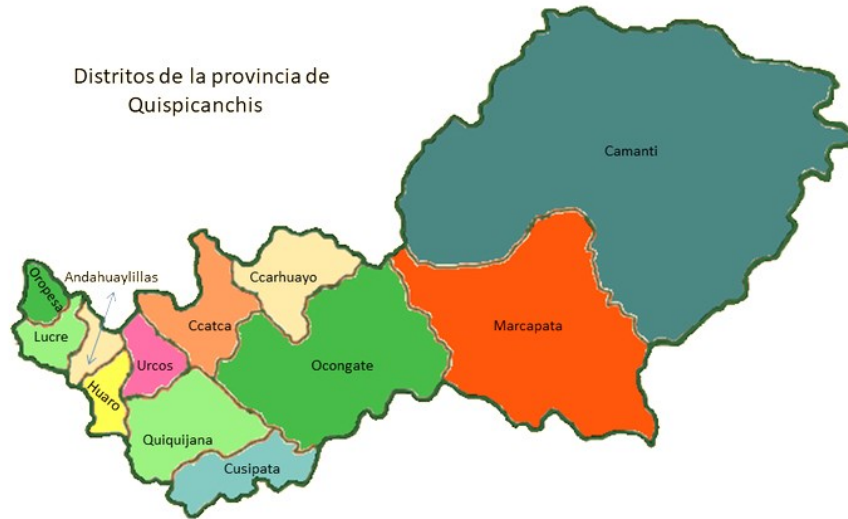 Distritos de la provincia de
Quispicanchis
Camanti
Oropesa
Andahuaylillas
Ccarhuayo
Lucre
Ccatca
Marcapata
Urcos
Ocongate
Huaro
Quiquijana
Cusipata